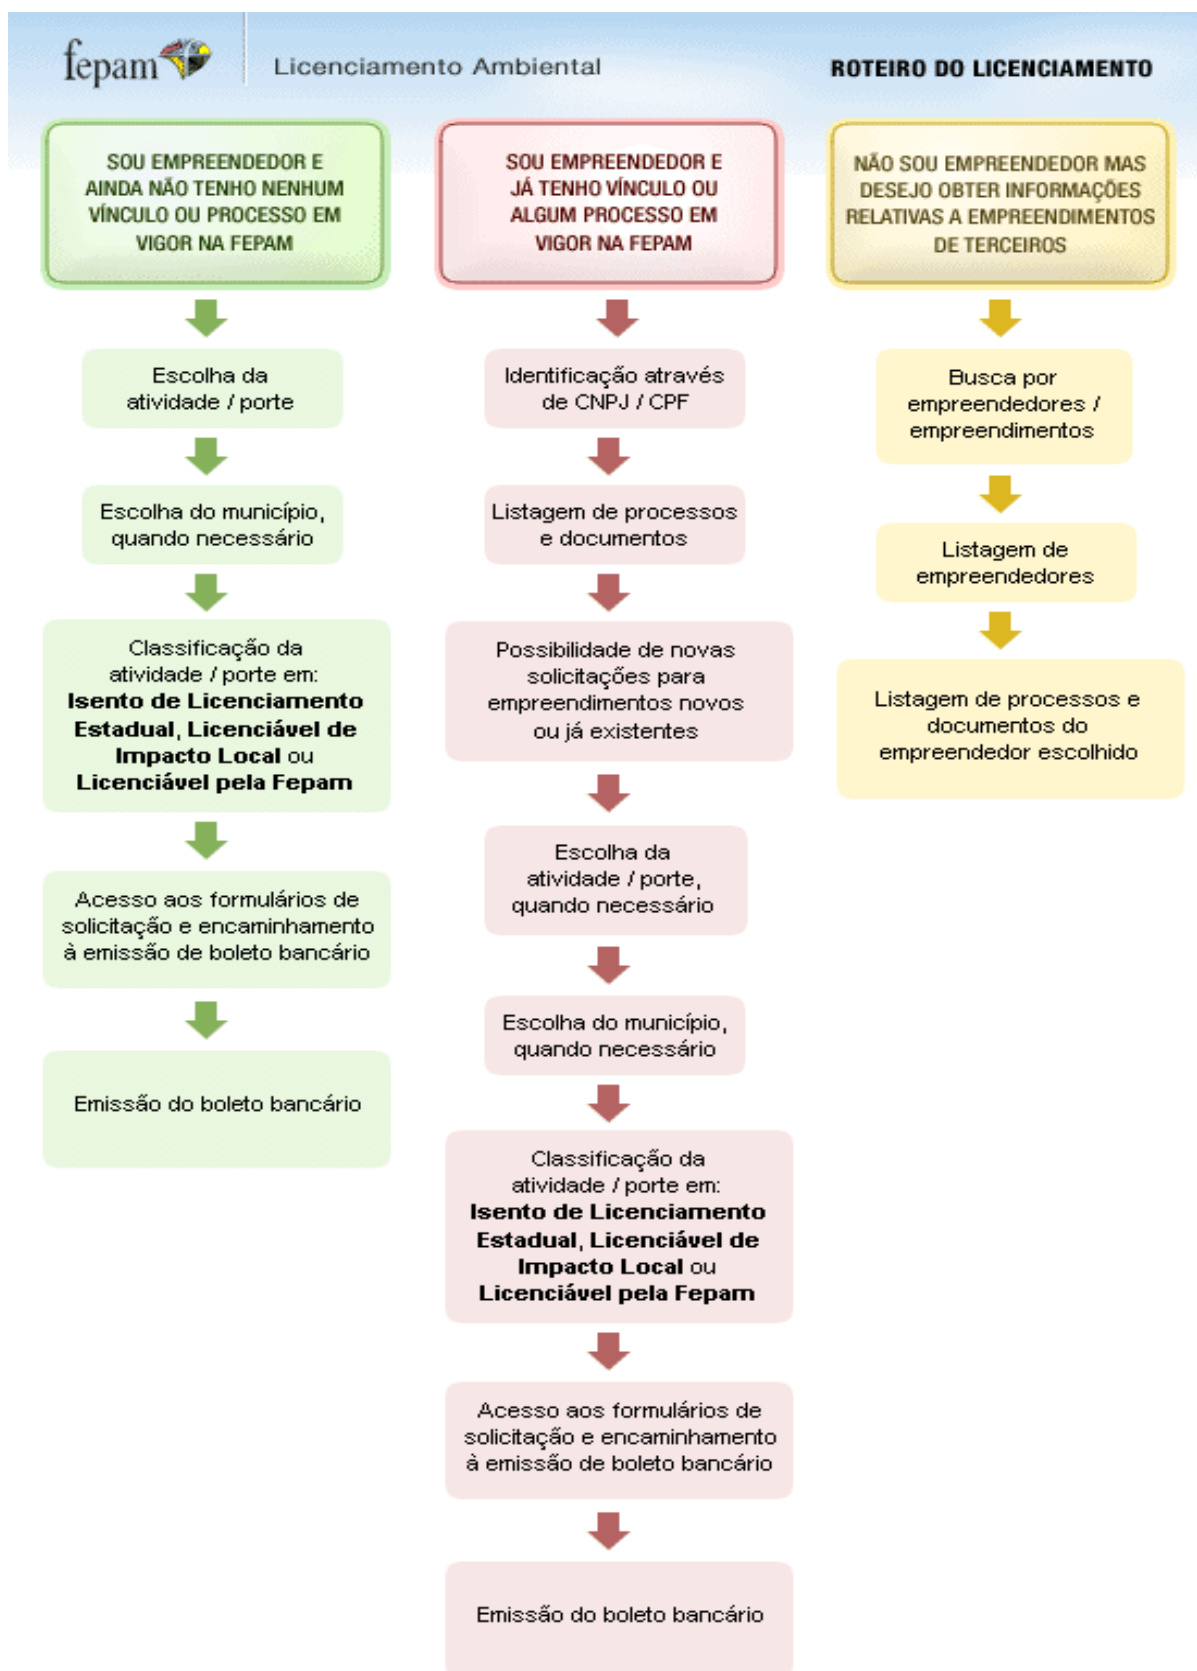 fepam
Licenciamento Ambiental
ROTEIRO DO LICENCIAMENTO
SOU EMPREENDEDOR E
AINDA NÃO TENHO NENHUM
VÍNCULO OU PROCESSO EM
VIGOR NA FEPAM
Escolha da
atividade / porte
Escolha do município,
quando necessário
Classificação da
atividade / porte em:
Isento de Licenciamento
Estadual, Licenciável de
Impacto Local ou
Licenciável pela Fepam
Acesso aos formulários de
solicitação e encaminhamento
à emissão de boleto bancário
Emissão do boleto bancário
SOU EMPREENDEDOR E
JÁ TENHO VÍNCULO OU
ALGUM PROCESSO EM
VIGOR NA FEPAM
Identificação através
de CNPJ / CPF
Listagem de processos
e documentos
Possibilidade de novas
solicitações para
empreendimentos novos
ou já existentes
Escolha da
atividade / porte,
quando necessário
Escolha do município,
quando necessário
Classificação da
atividade / porte em:
Isento de Licenciamento
Estadual, Licenciável de
Impacto Local ou
Licenciável pela Fepam
Acesso aos formulários de
solicitação e encaminhamento
à emissão de boleto bancário
Emissão do boleto bancário
NÃO SOU EMPREENDEDOR MAS
DESEJO OBTER INFORMAÇÕES
RELATIVAS A EMPREENDIMENTOS
DE TERCEIROS
Busca por
empreendedores /
empreendimentos
Listagem de
empreendedores
Listagem de processos e
documentos do
empreendedor escolhido